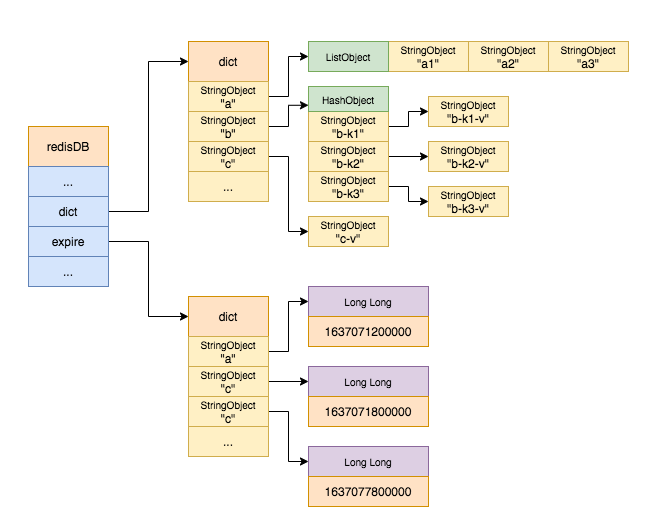 redisDB
...
dict
expire
...
dict
StringObject
"a"
StringObject
"b"
StringObject
"c"
...
ListObject
StringObject
"a1"
StringObject
"a2"
StringObject
"a3"
HashObject
StringObject
"b-k1"
StringObject
"b-k2"
StringObject
"b-k3"
StringObject
"b-k1-v"
StringObject
"b-k2-v"
StringObject
"b-k3-v"
StringObject
"c-v"
dict
StringObject
"a"
StringObject
"c"
StringObject
"c"
...
Long Long
1637071200000
Long Long
1637071800000
Long Long
1637077800000